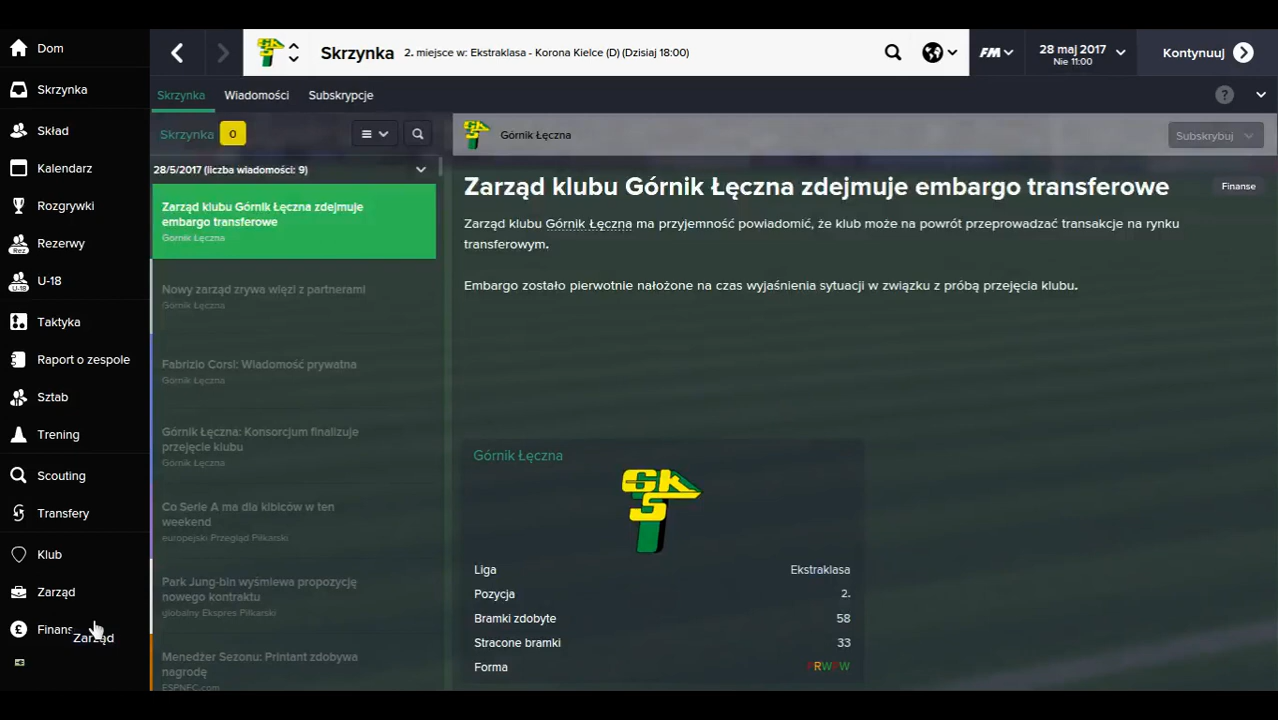 Dom
Skrzynka
Skład
Kalendarz
Rozgrywki
Rezerwy
U-18
Taktyka
Raport o zespole
Sztab
Trening
Scouting
Transfery
Klub
Zarząd
Finans
Zarząd
Skrzynka
2. miejsce w: Ekstraklasa - Korona Kielce (D) (Dzisiaj 18:00)
FM
28 maj 2017
Nie 11:00
Kontynuuj
Skrzynka
Wiadomości
Subskrypcje
?
Skrzynka 0
28/5/2017 (liczba wiadomości: 9)
Zarząd klubu Górnik Łęczna zdejmuje
embargo transferowe
Górnik Łęczna
Nowy zarząd zrywa więzi z partnerami
Górnik Łęczna
Fabrizio Corsi: Wiadomość prywatna
Górnik Łęczna
Górnik Łęczna: Konsorcjum finalizuje
przejęcie klubu
Górnik Łęczna
Co Serie A ma dla kibiców w ten
weekend
europejski Przegląd Piłkarski
Park Jung-bin wyśmiewa propozycję
nowego kontraktu
globalny Ekspres Piłkarski
Menedżer Sezonu: Printant zdobywa
nagrodę
ESPNFC.com
Górnik Łęczna
Subskrybuj
Zarząd klubu Górnik Łęczna zdejmuje embargo transferowe
Finanse
Zarząd klubu Górnik Łęczna ma przyjemność powiadomić, że klub może na powrót przeprowadzać transakcje na rynku
transferowym.
Embargo zostało pierwotnie nałożone na czas wyjaśnienia sytuacji w związku z próbą przejęcia klubu.
Górnik Łęczna
GKS
Liga Ekstraklasa
Pozycja 2.
Bramki zdobyte 58
Stracone bramki 33
Forma PRWPW